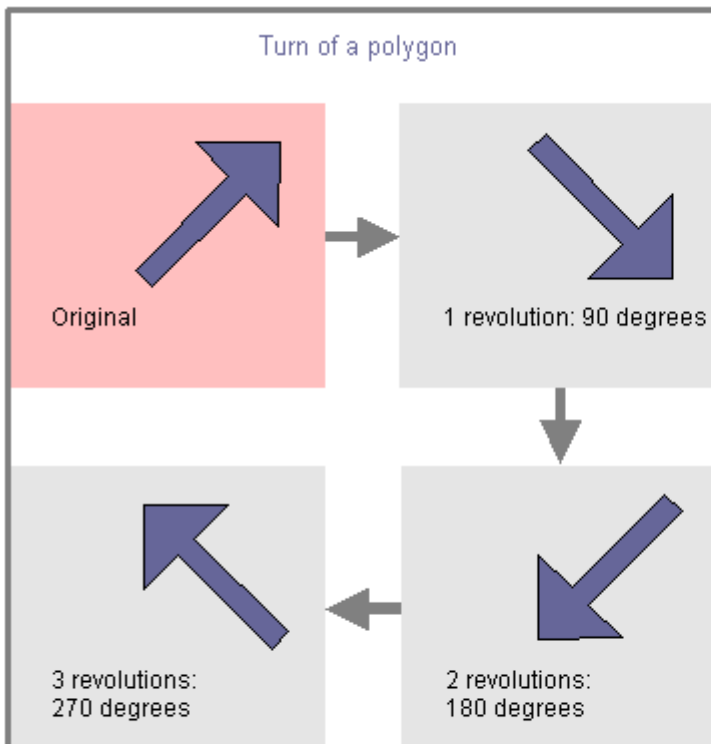 Turn of a polygon
Original
1 revolution: 90 degrees
3 revolutions:
270 degrees
2 revolutions:
180 degrees